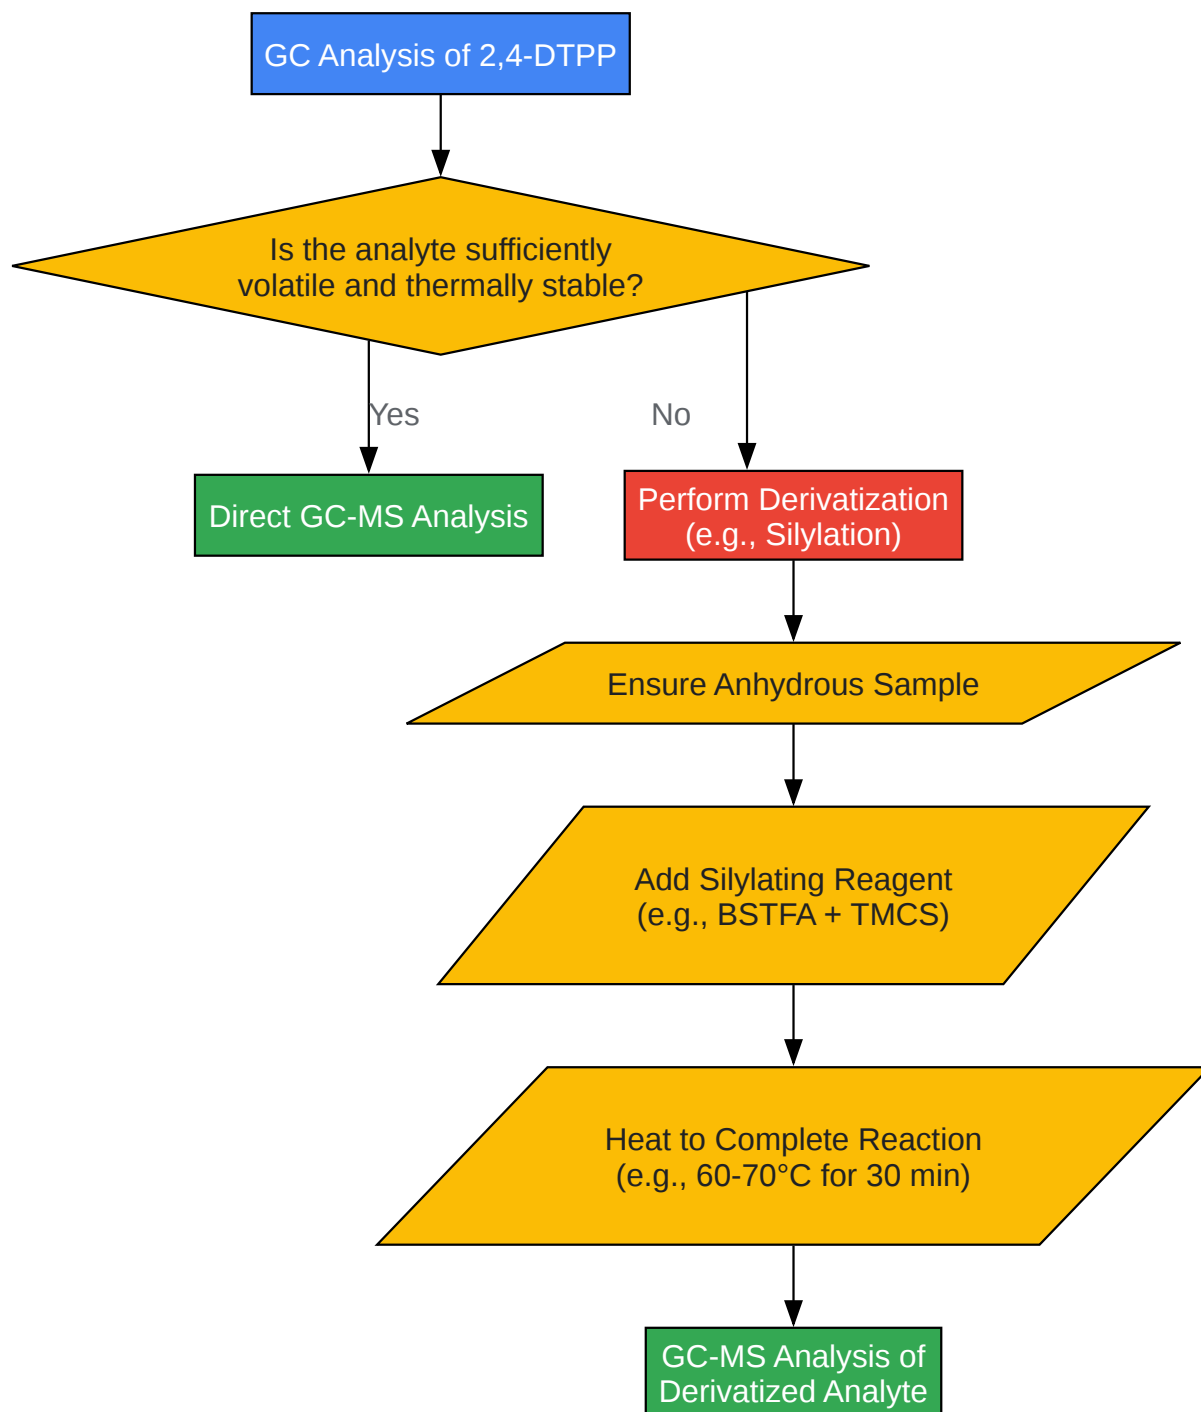 GC Analysis of 2,4-DTPP
Is the analyte sufficiently
volatile and thermally stable?
Yes
No
Direct GC-MS Analysis
Perform Derivatization
(e.g., Silylation)
Ensure Anhydrous Sample
Add Silylating Reagent
(e.g., BSTFA + TMCS)
Heat to Complete Reaction
(e.g., 60-70°C for 30 min)
GC-MS Analysis of
Derivatized Analyte